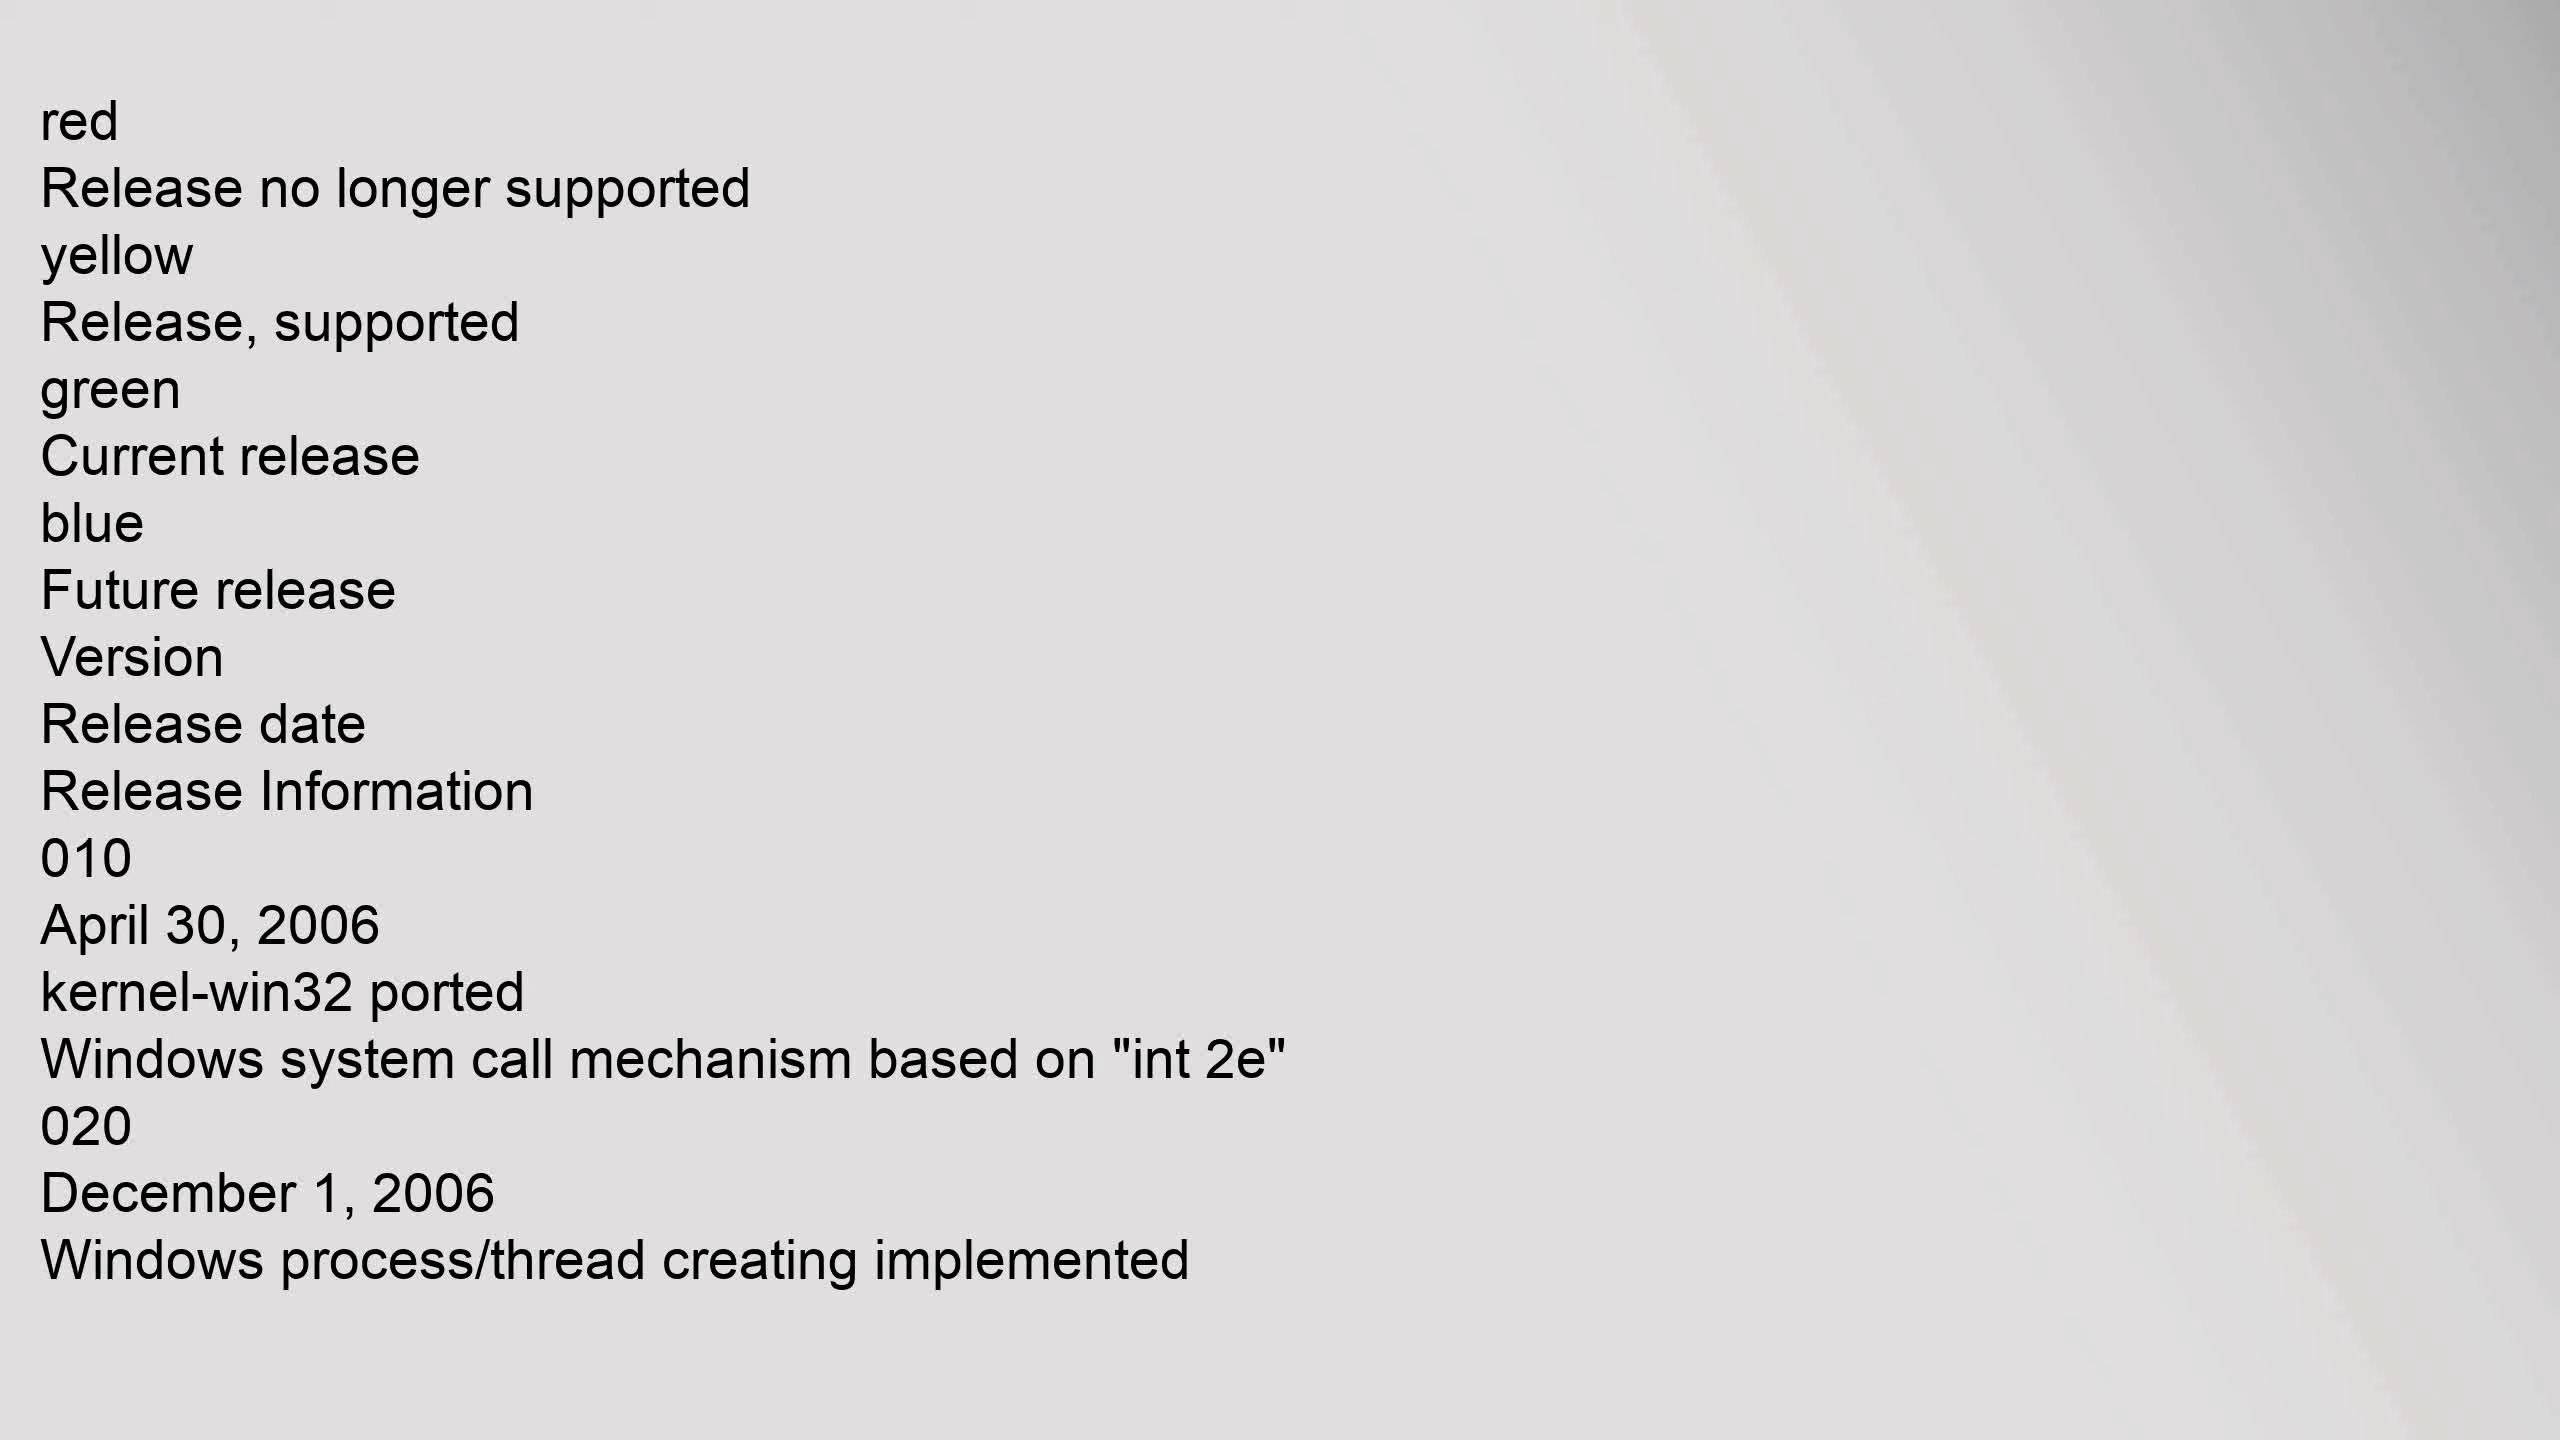 red
Release no longer supported
yellow
Release, supported
green
Current release
blue
Future release
Version
Release date
Release Information
010
April 30, 2006
kernel-win32 ported
Windows system call mechanism based on "int 2e"
020
December 1, 2006
Windows process/thread creating implemented